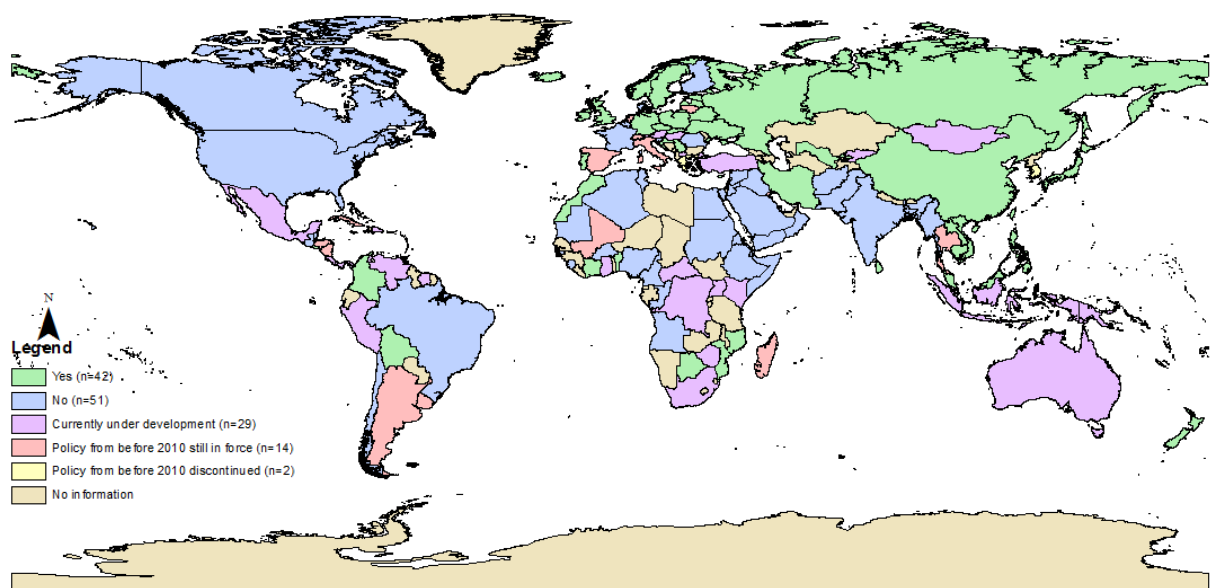 N
Legend
Yes (n=42)
No (n=51)
Currently under development (n=29)
Policy from before 2010 still in force (n=14)
Policy from before 2010 discontinued (n=2)
No information